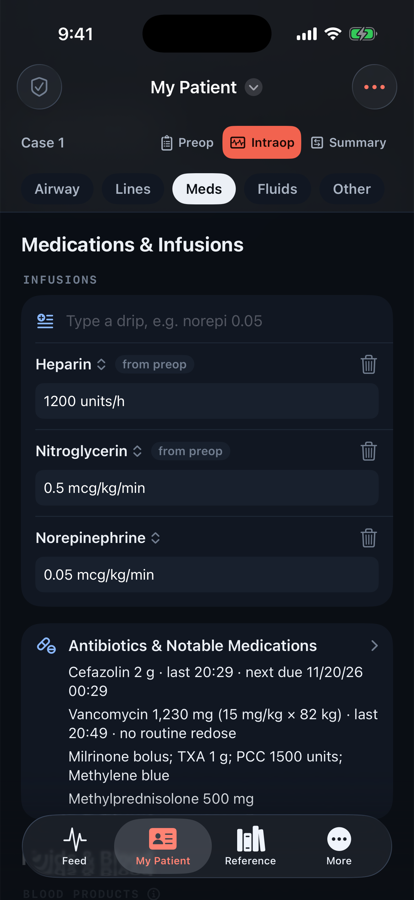 9:41
My Patient
Case 1
Preop
Intraop
Summary
Airway
Lines
Meds
Fluids
Other
Medications & Infusions
INFUSIONS
Type a drip, e.g. norepi 0.05
Heparin
from preop
1200 units/h
Nitroglycerin
from preop
0.5 mcg/kg/min
Norepinephrine
0.05 mcg/kg/min
Antibiotics & Notable Medications
Cefazolin 2 g · last 20:29 · next due 11/20/26
00:29
Vancomycin 1,230 mg (15 mg/kg × 82 kg) · last
20:49 · no routine redose
Milrinone bolus; TXA 1 g; PCC 1500 units;
Methylene blue
Methylprednisolone 500 mg
Feed
My Patient
Reference
More
BLOOD PRODUCTS